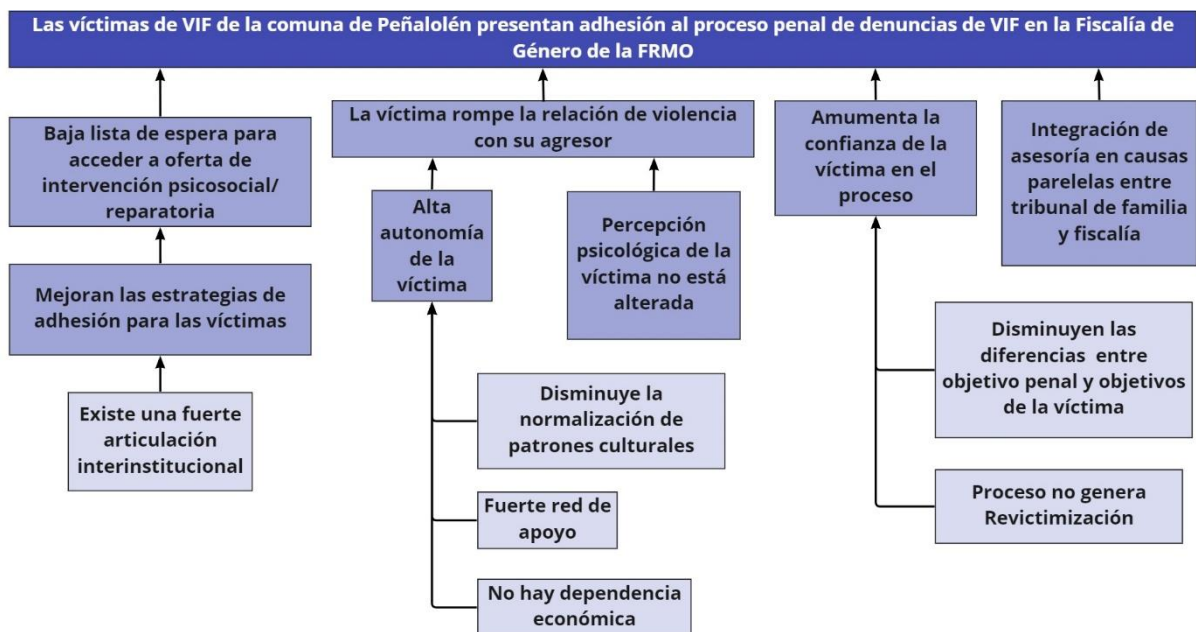 Las víctimas de VIF de la comuna de Peñalolén presentan adhesión al proceso penal de denuncias de VIF en la Fiscalía de
Género de la FRMO
Baja lista de espera para
acceder a oferta de
intervención psicosocial/
reparatoria
Mejoran las estrategias de
adhesión para las víctimas
Existe una fuerte
articulación
interinstitucional
La víctima rompe la relación de violencia
con su agresor
Alta
autonomía
de la
víctima
Percepción
psicológica de la
víctima no está
alterada
Disminuye la
normalización de
patrones culturales
Fuerte red de
apoyo
No hay dependencia
económica
Amumenta la
confianza de la
víctima en el
proceso
Integración de
asesoría en causas
parelelas entre
tribunal de familia
y fiscalía
Disminuyen las
diferencias entre
objetivo penal y objetivos
de la víctima
Proceso no genera
Revictimización